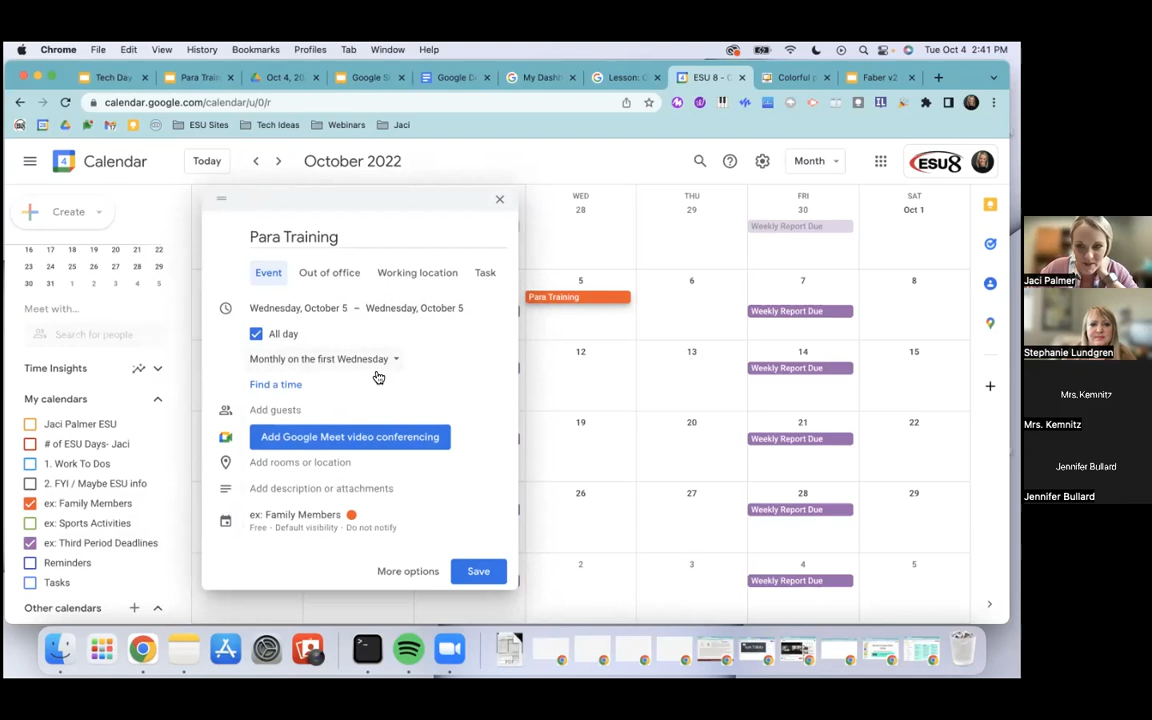 Chrome File Edit View History Bookmarks Profiles Tab Window Help Tue Oct 4 2:41 PM
Tech Day Para Train Oct 4, 20 Google S Google D My Dash Lesson: ESU 8 - C Colorful p Faber v2
calendar.google.com/calendar/u/0/r
ESU Sites Tech Ideas Webinars Jaci
Calendar Today October 2022 Month ESU8
Create
16 17 18 19 20 21 22
23 24 25 26 27 28 29
30 31 1 2 3 4 5
Meet with...
Search for people
Time Insights
My calendars
Jaci Palmer ESU
# of ESU Days- Jaci
1. Work To Dos
2. FYI / Maybe ESU info
ex: Family Members
ex: Sports Activities
ex: Third Period Deadlines
Reminders
Tasks
Other calendars
Para Training
Event Out of office Working location Task
Wednesday, October 5 – Wednesday, October 5
All day
Monthly on the first Wednesday
Find a time
Add guests
Add Google Meet video conferencing
Add rooms or location
Add description or attachments
ex: Family Members
Free · Default visibility · Do not notify
More options Save
WED THU FRI SAT
28 29 30 Oct 1
Weekly Report Due
5 6 7 8
Para Training
Weekly Report Due
12 13 14 15
Weekly Report Due
19 20 21 22
Weekly Report Due
26 27 28 29
Weekly Report Due
2 3 4 5
Weekly Report Due
Jaci Palmer
Stephanie Lundgren
Mrs. Kemnitz
Mrs. Kemnitz
Jennifer Bullard
Jennifer Bullard